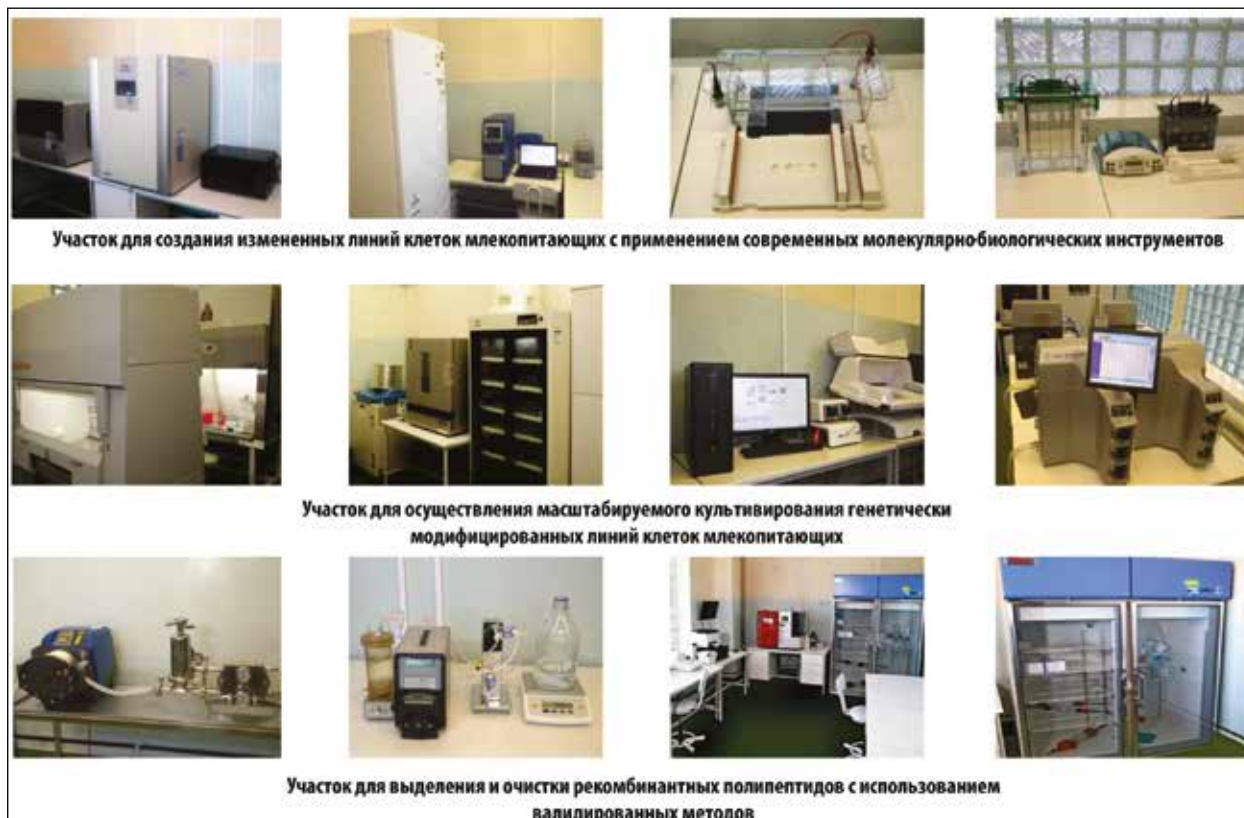 Участок для создания измененных линий клеток млекопитающих с применением современных молекулярно-биологических инструментов
Участок для осуществления масштабируемого культивирования генетически
модифицированных линий клеток млекопитающих
Участок для выделения и очистки рекомбинантных полипептидов с использованием
валидированных методов